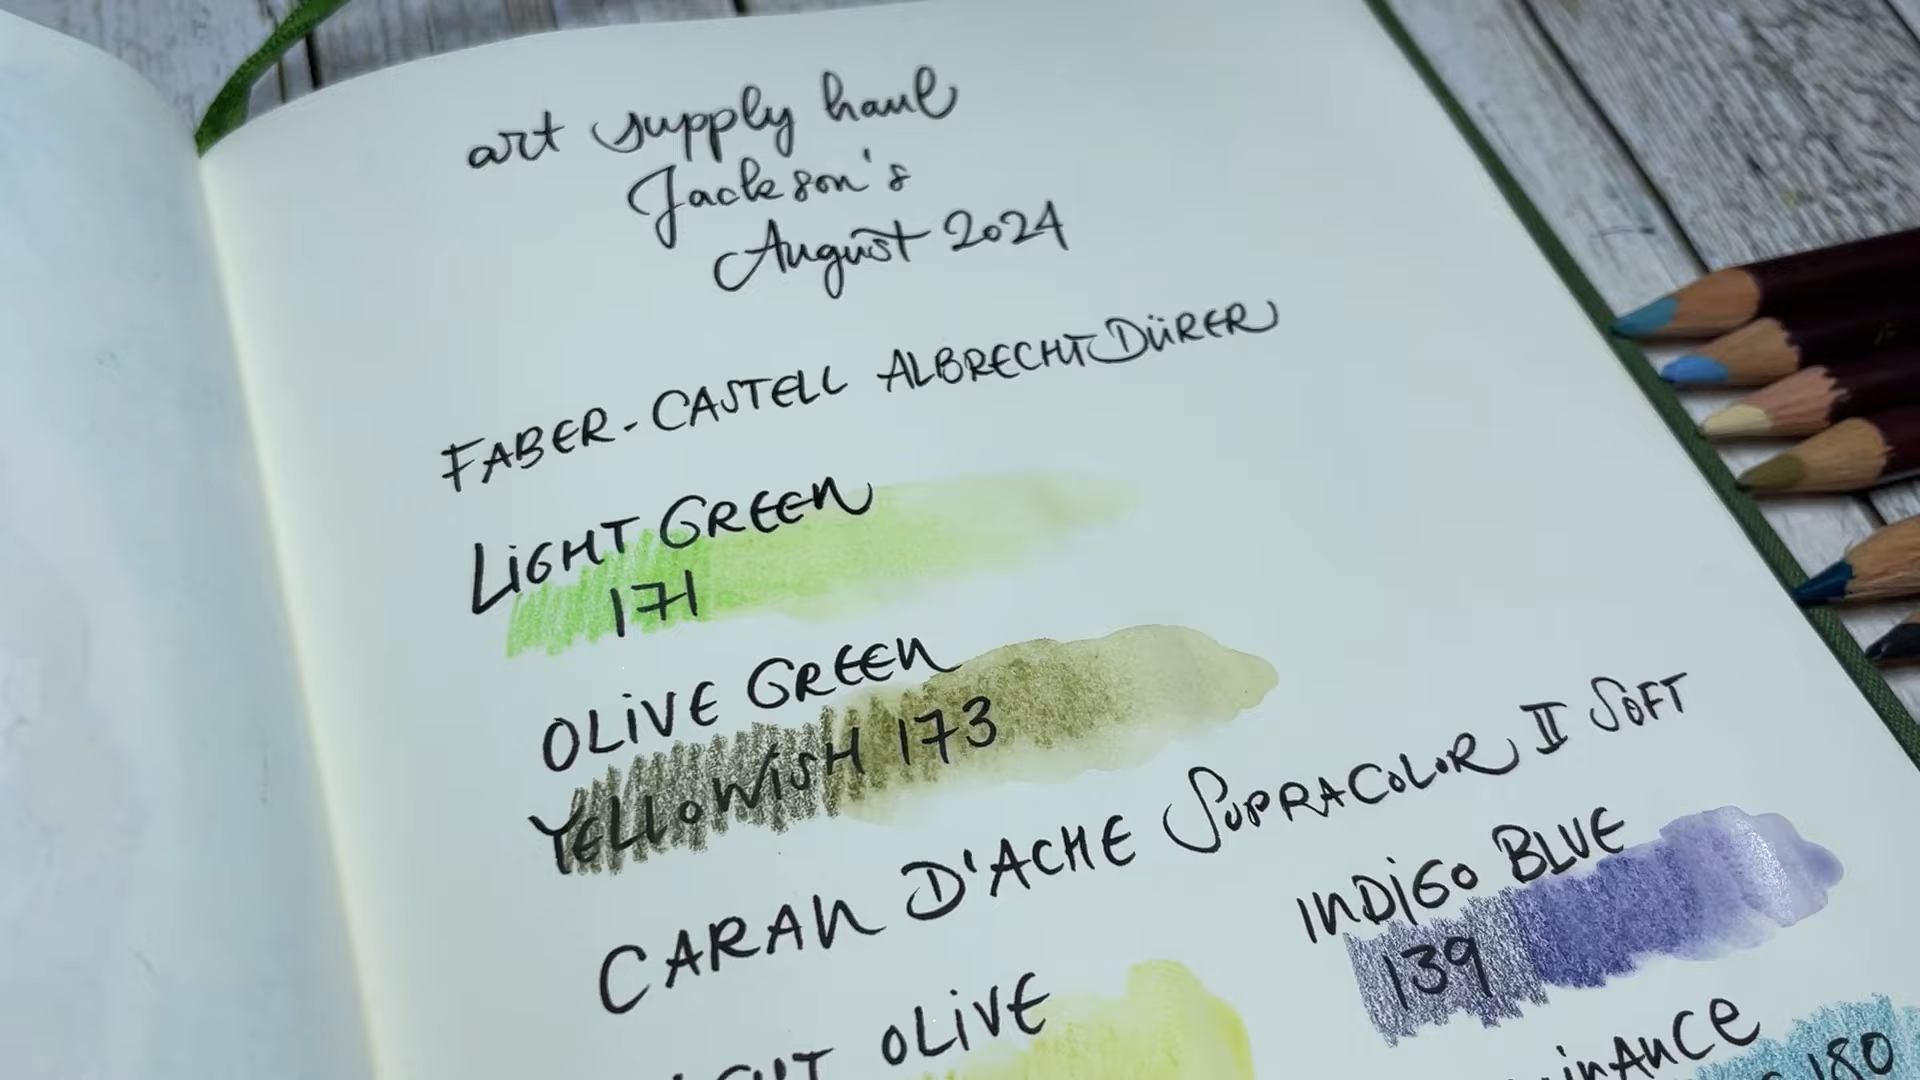 art supply haul
Jackson's
August 2024
FABER-CASTELL ALBRECHT DÜRER
LiGHT GREEN
171
OLiVE GREEN
YELLOWiSH 173
CARAN D'ACHE SUPRACOLOR II SOFT
INDiGO BLUE
139
OLiVE
180